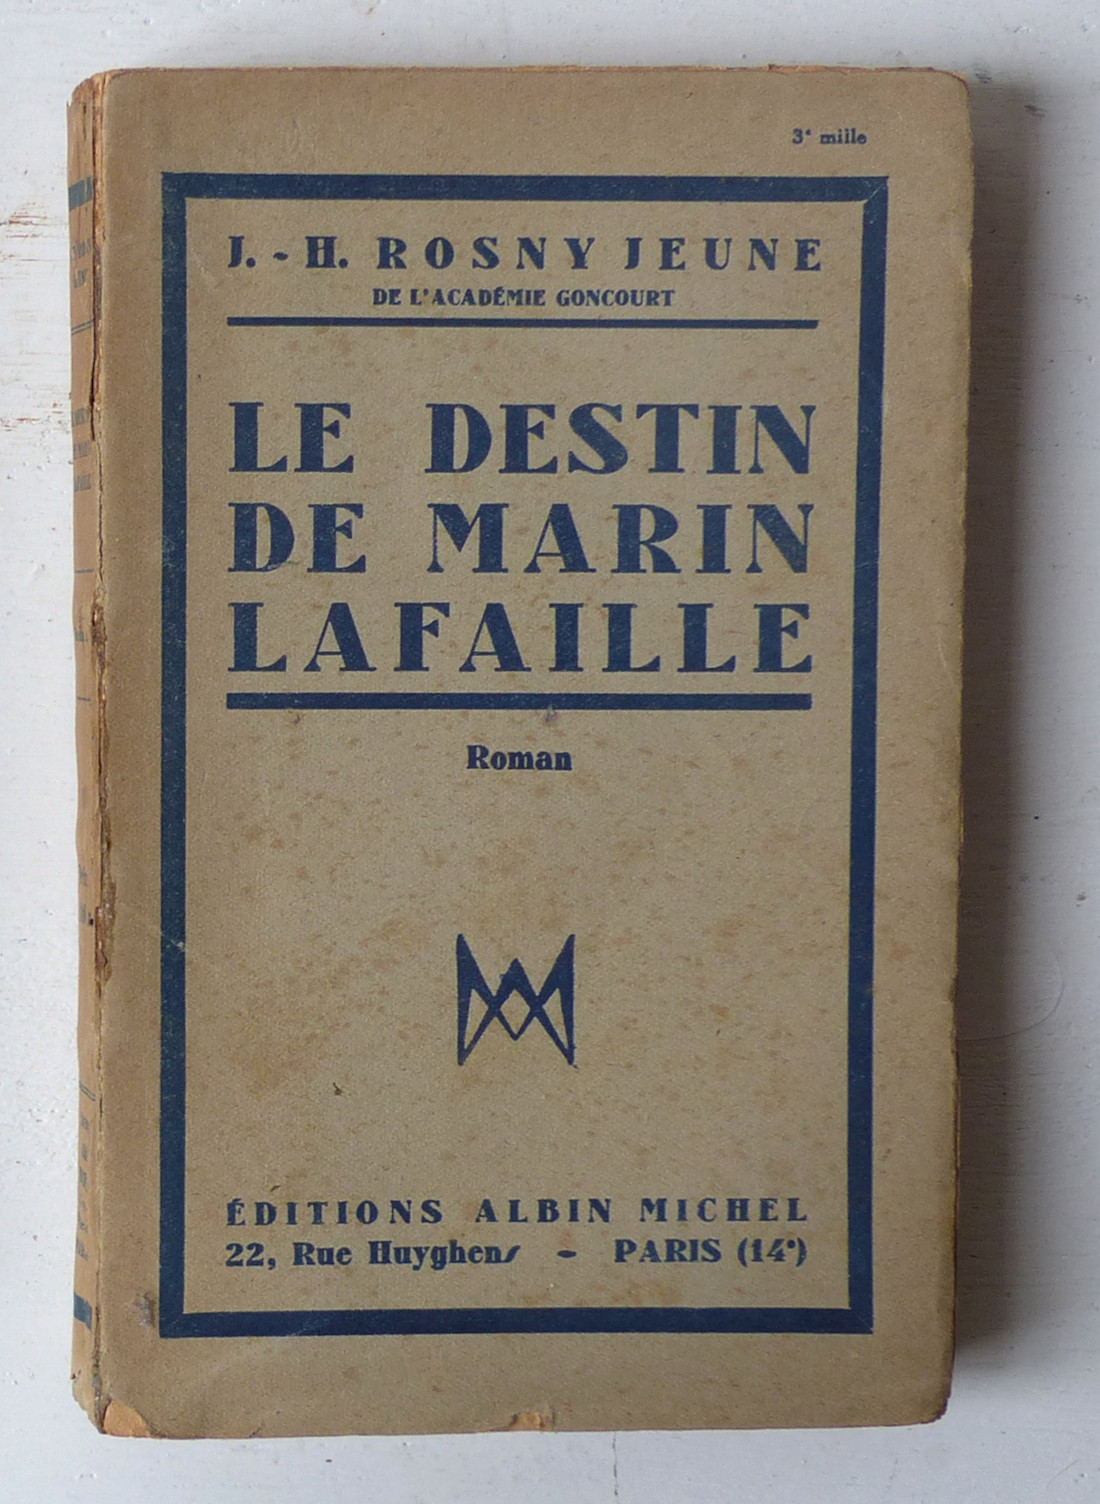 3ᵉ mille
J.-H. ROSNY JEUNE
DE L'ACADÉMIE GONCOURT
LE DESTIN
DE MARIN
LAFAILLE
Roman
ÉDITIONS ALBIN MICHEL
22, Rue Huyghens - PARIS (14ᵉ)